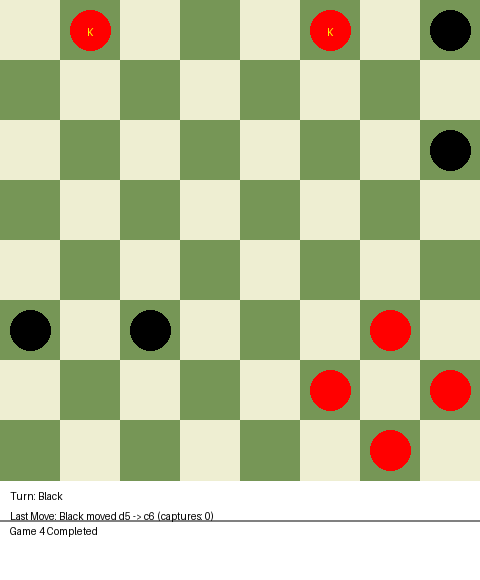 K K
Turn: Black
Last Move: Black moved d5 -> c6 (captures: 0)
Game 4 Completed